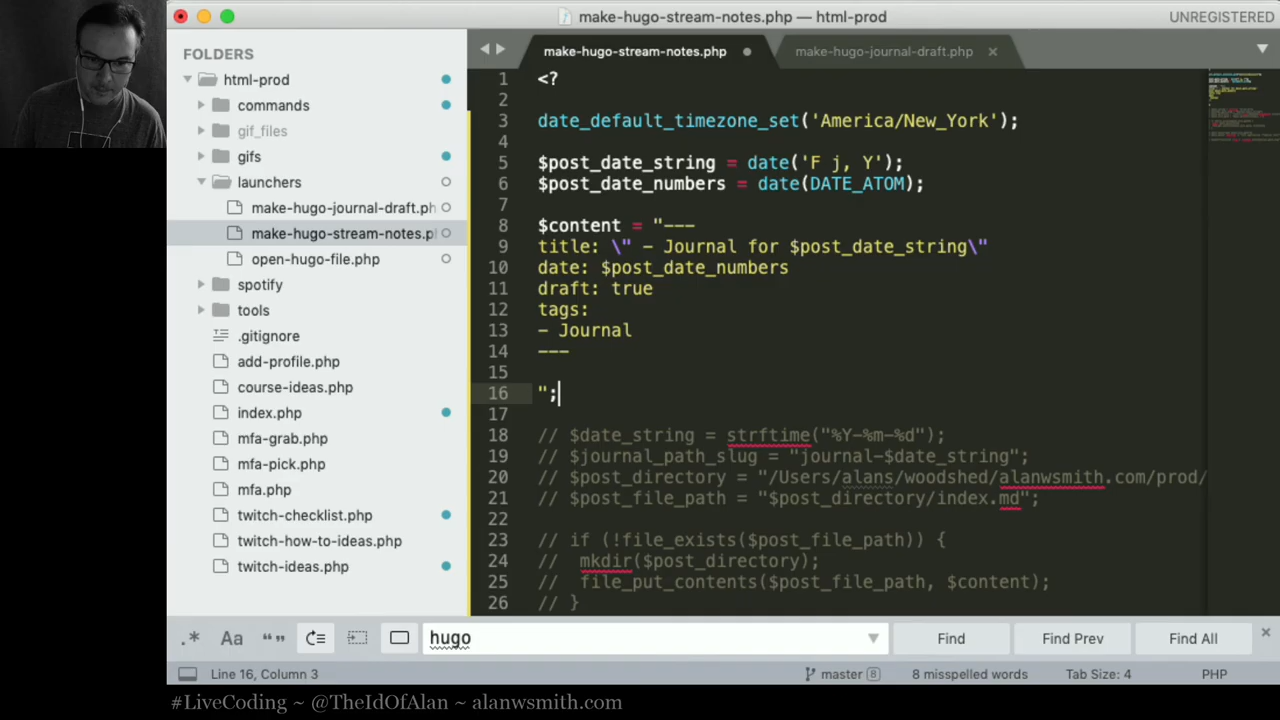 make-hugo-stream-notes.php — html-prod
UNREGISTERED
FOLDERS
html-prod
commands
gif_files
gifs
launchers
make-hugo-journal-draft.ph
make-hugo-stream-notes.p
open-hugo-file.php
spotify
tools
.gitignore
add-profile.php
course-ideas.php
index.php
mfa-grab.php
mfa-pick.php
mfa.php
twitch-checklist.php
twitch-how-to-ideas.php
twitch-ideas.php
make-hugo-stream-notes.php
make-hugo-journal-draft.php
1 <?
2
3 date_default_timezone_set('America/New_York');
4
5 $post_date_string = date('F j, Y');
6 $post_date_numbers = date(DATE_ATOM);
7
8 $content = "---
9 title: \" - Journal for $post_date_string\"
10 date: $post_date_numbers
11 draft: true
12 tags:
13 - Journal
14 ---
15
16 ";
17
18 // $date_string = strftime("%Y-%m-%d");
19 // $journal_path_slug = "journal-$date_string";
20 // $post_directory = "/Users/alans/woodshed/alanwsmith.com/prod/
21 // $post_file_path = "$post_directory/index.md";
22
23 // if (!file_exists($post_file_path)) {
24 //  mkdir($post_directory);
25 //  file_put_contents($post_file_path, $content);
26 // }
.* Aa “” hugo Find Find Prev Find All
Line 16, Column 3
master 8
8 misspelled words
Tab Size: 4
PHP
#LiveCoding ~ @TheIdOfAlan ~ alanwsmith.com